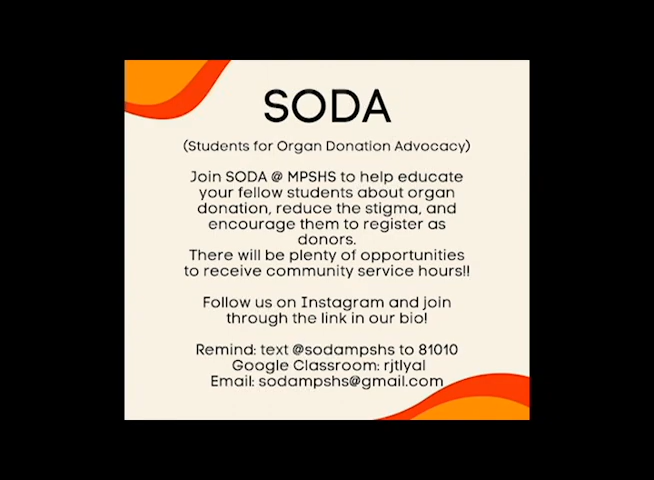 SODA
(Students for Organ Donation Advocacy)
Join SODA @ MPSHS to help educate
your fellow students about organ
donation, reduce the stigma, and
encourage them to register as
donors.
There will be plenty of opportunities
to receive community service hours!!
Follow us on Instagram and join
through the link in our bio!
Remind: text @sodampshs to 81010
Google Classroom: rjtlyal
Email: sodampshs@gmail.com